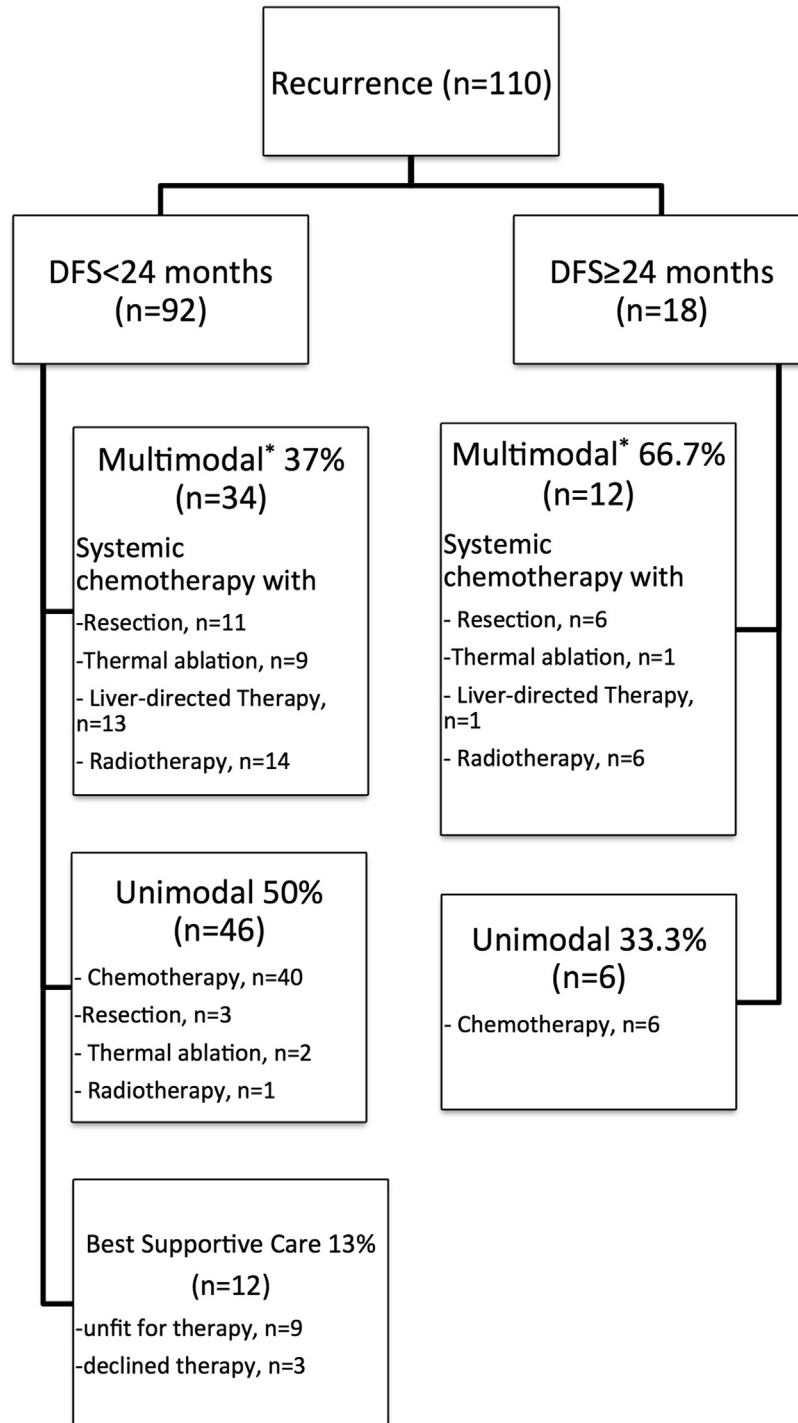 Recurrence (n=110)
DFS<24 months
(n=92)
DFS≥24 months
(n=18)
Multimodal* 37%
(n=34)
Systemic
chemotherapy with
-Resection, n=11
-Thermal ablation, n=9
- Liver-directed Therapy,
n=13
- Radiotherapy, n=14
Multimodal* 66.7%
(n=12)
Systemic
chemotherapy with
- Resection, n=6
-Thermal ablation, n=1
- Liver-directed Therapy,
n=1
- Radiotherapy, n=6
Unimodal 50%
(n=46)
- Chemotherapy, n=40
-Resection, n=3
- Thermal ablation, n=2
- Radiotherapy, n=1
Unimodal 33.3%
(n=6)
- Chemotherapy, n=6
Best Supportive Care 13%
(n=12)
-unfit for therapy, n=9
-declined therapy, n=3